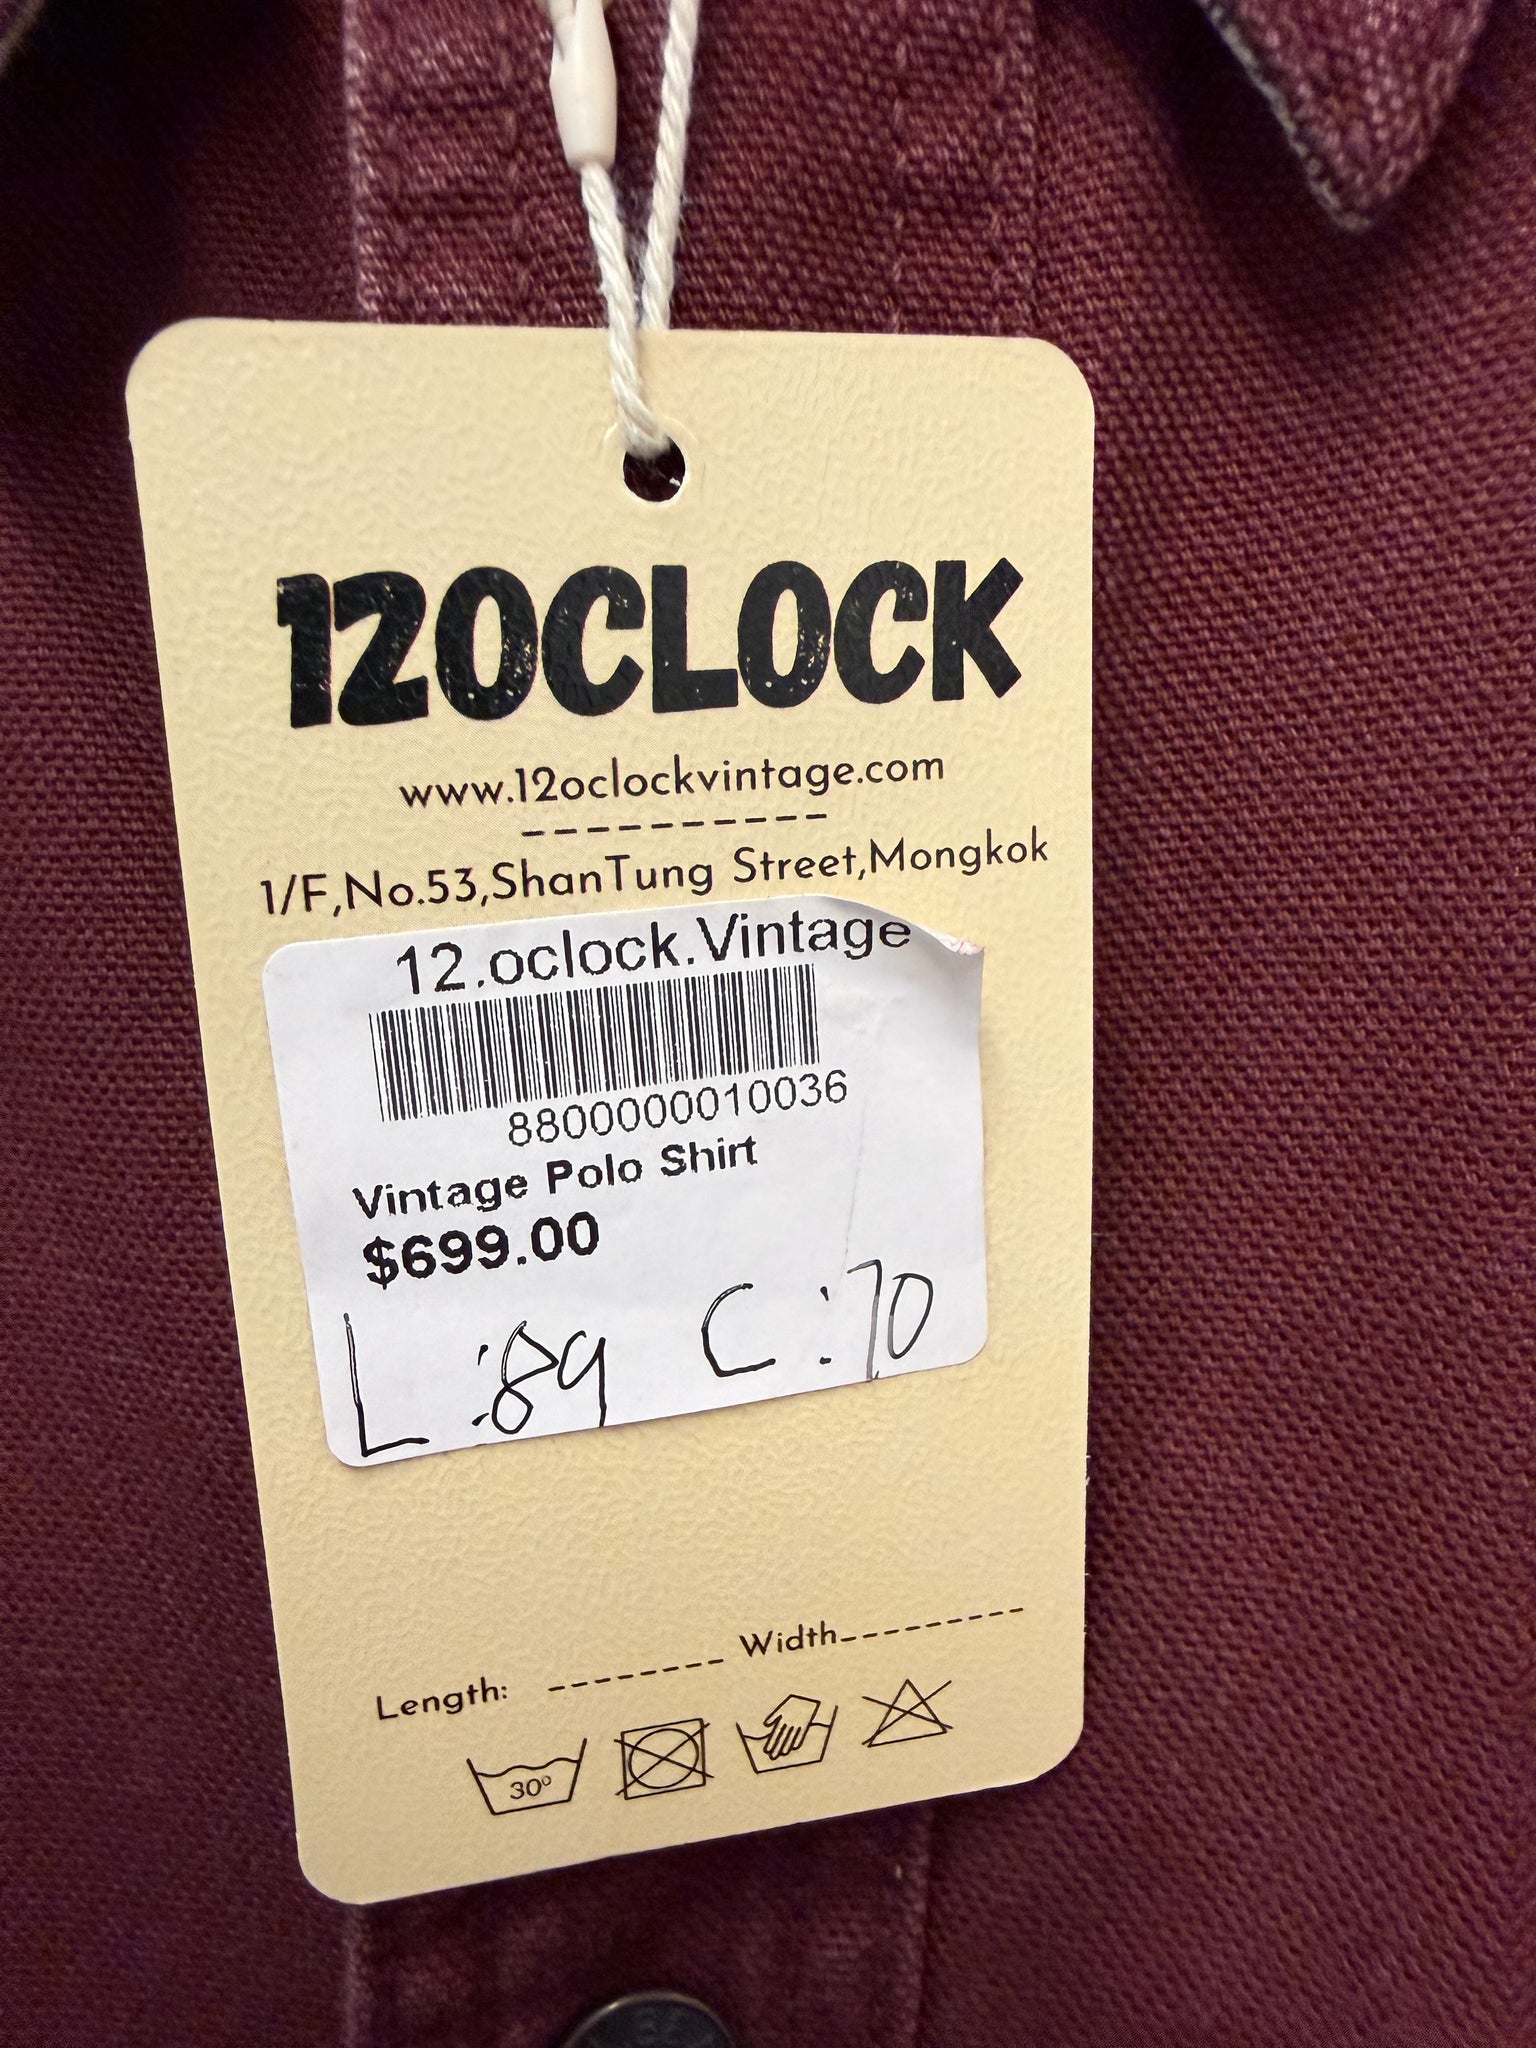 12OCLOCK
www.12oclockvintage.com
1/F,No.53,ShanTung Street,Mongkok
12.oclock.Vintage
8800000010036
Vintage Polo Shirt
$699.00
L :89 C :70
Length: -------- Width----------
30°